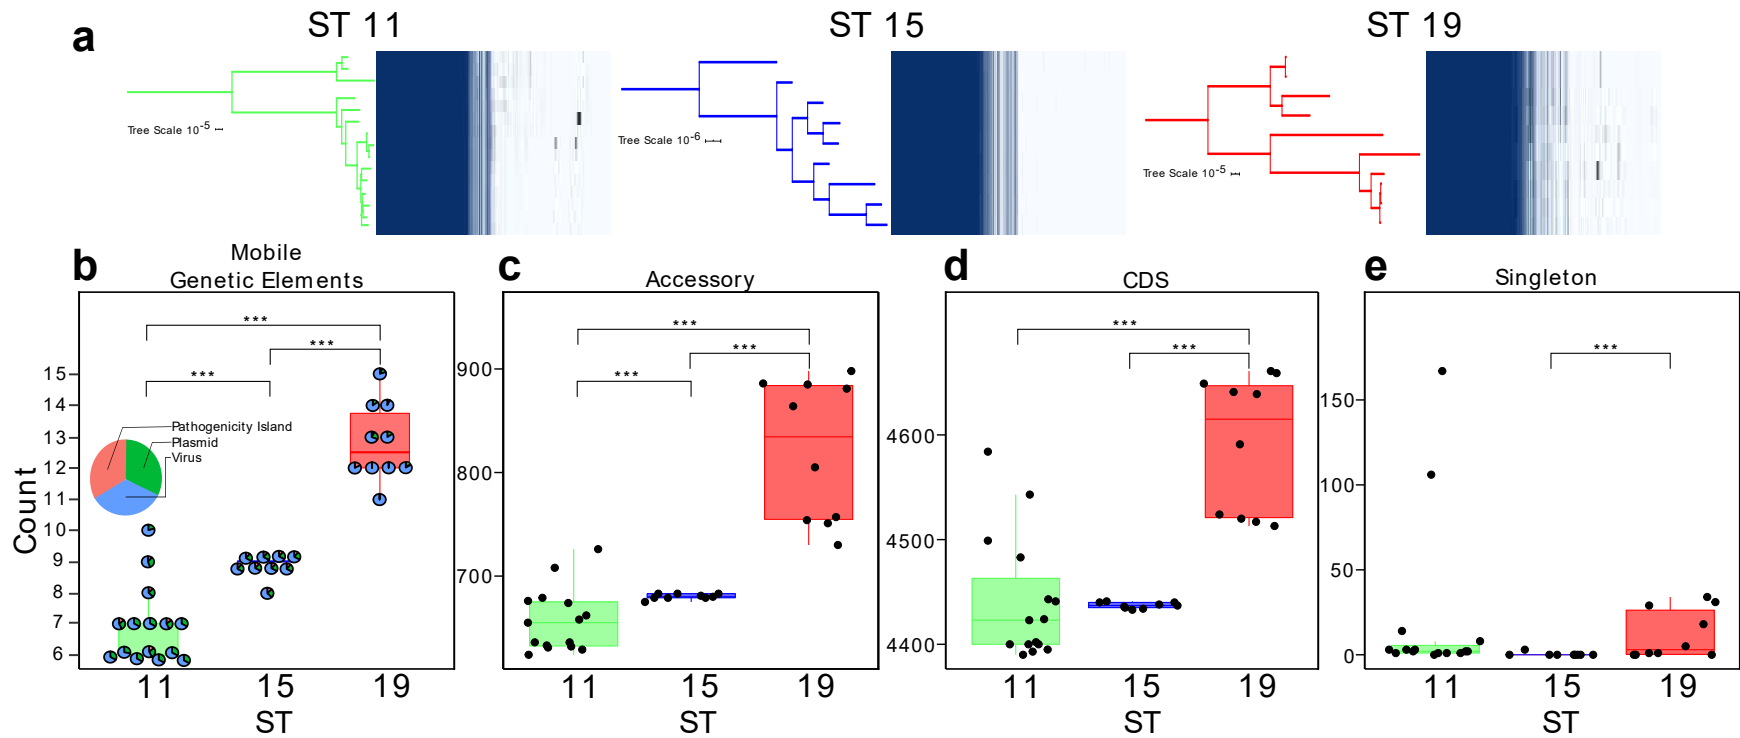 a
ST 11
ST 15
ST 19
Tree Scale 10-5
Tree Scale 10-6
Tree Scale 10-5
b
Mobile
Genetic Elements
Count
15
14
13
12
11
10
9
8
7
6
***
***
***
Pathogenicity Island
Plasmid
Virus
11
15
19
ST
c
Accessory
900
800
700
***
***
***
11
15
19
ST
d
CDS
4600
4500
4400
***
***
11
15
19
ST
e
Singleton
150
100
50
0
***
11
15
19
ST